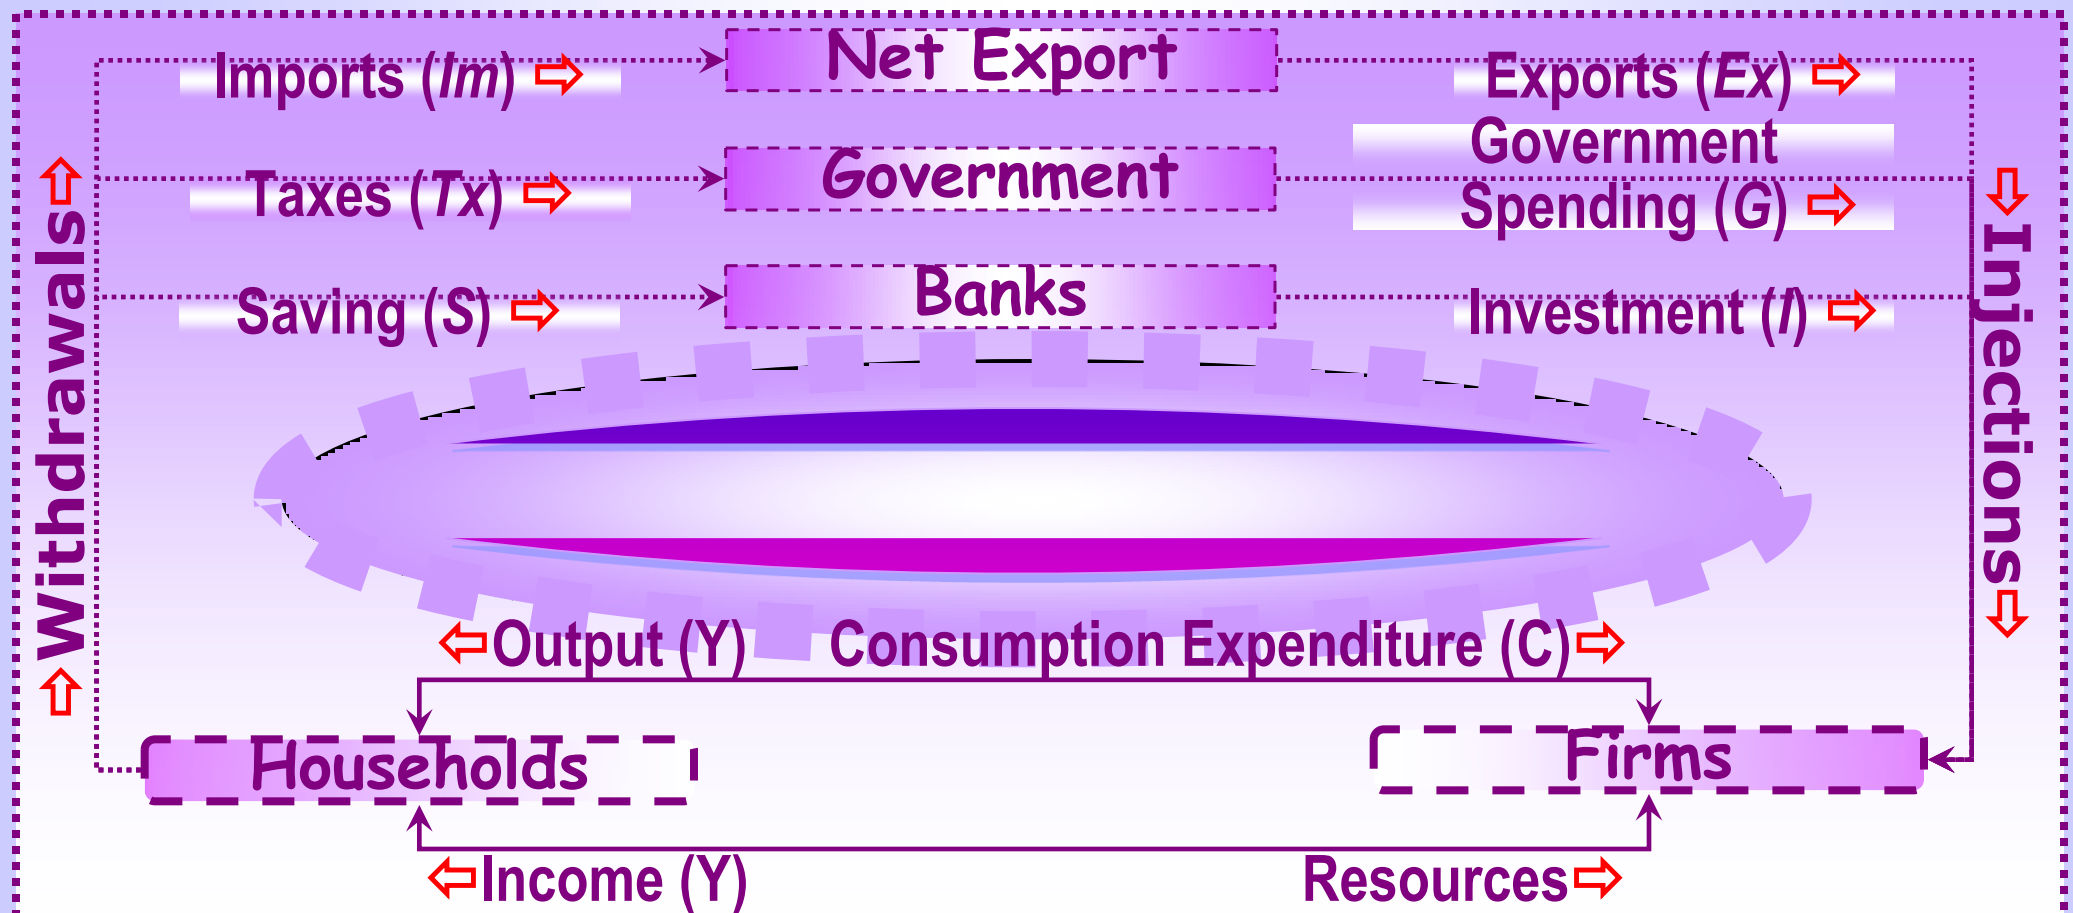 Net Export
Imports (Im)
Exports (Ex)
Government
Taxes (Tx)
Government
Spending (G)
Banks
Saving (S)
Investment (I)
Withdrawals
Injections
Output (Y)
Consumption Expenditure (C)
Households
Firms
Income (Y)
Resources